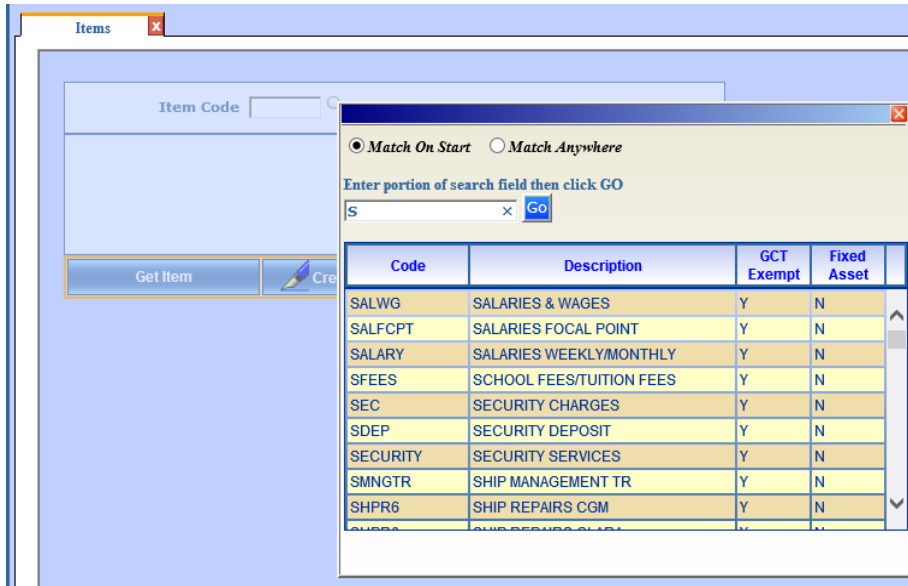 Items x
Item Code
x
Match On Start Match Anywhere
Enter portion of search field then click GO
s × Go
Code Description GCT Exempt Fixed Asset
Get Item Cre
SALWG SALARIES & WAGES Y N
SALFCPT SALARIES FOCAL POINT Y N
SALARY SALARIES WEEKLY/MONTHLY Y N
SFEES SCHOOL FEES/TUITION FEES Y N
SEC SECURITY CHARGES Y N
SDEP SECURITY DEPOSIT Y N
SECURITY SECURITY SERVICES Y N
SMNGTR SHIP MANAGEMENT TR Y N
SHPR6 SHIP REPAIRS CGM Y N